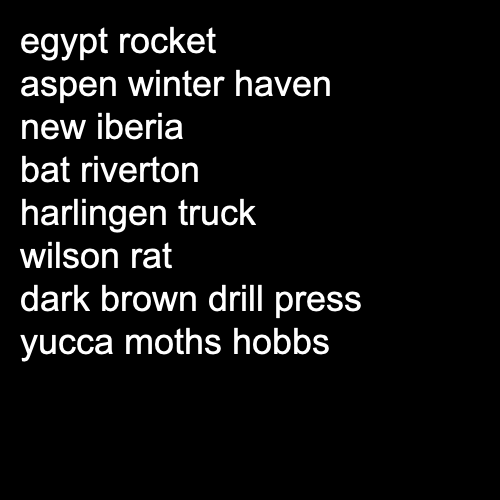 egypt rocket
aspen winter haven
new iberia
bat riverton
harlingen truck
wilson rat
dark brown drill press
yucca moths hobbs